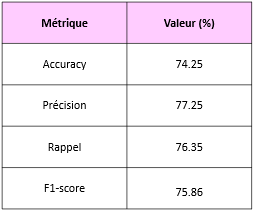 Métrique Valeur (%)
Accuracy 74.25
Précision 77.25
Rappel 76.35
F1-score 75.86